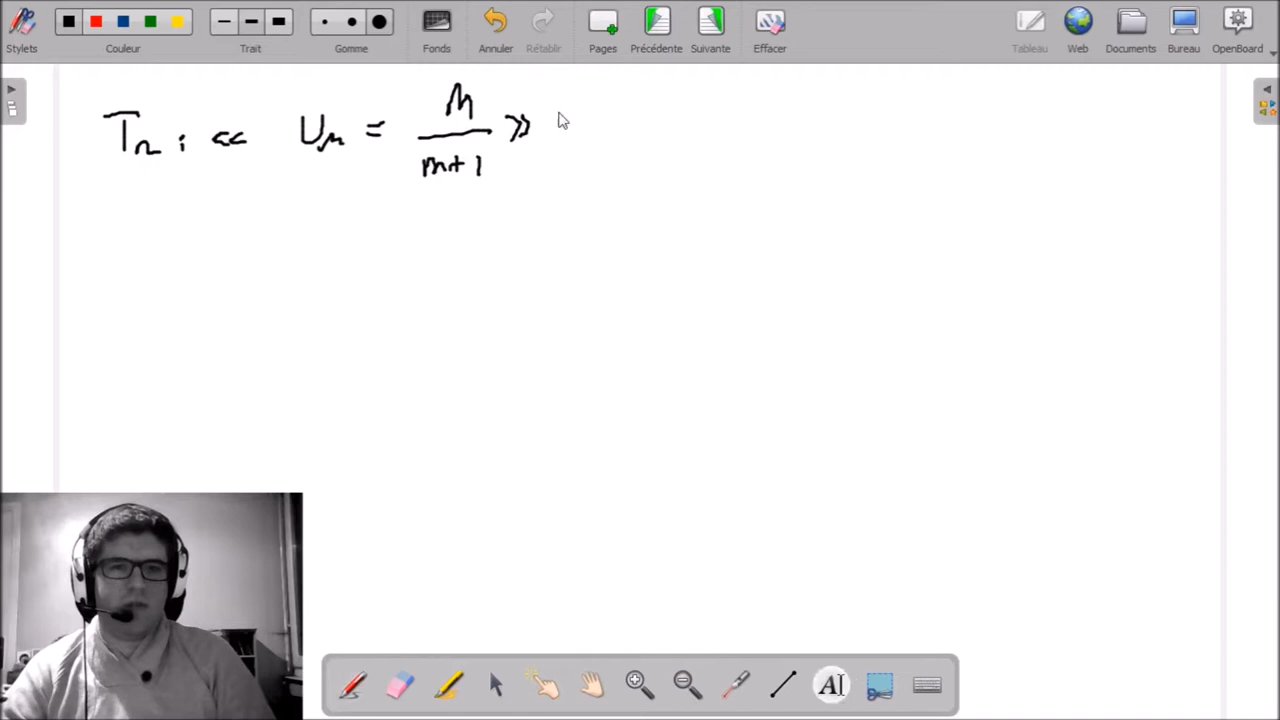 Stylets Couleur Trait Gomme Fonds Annuler Rétablir Pages Précédente Suivante Effacer Tableau Web Documents Bureau OpenBoard
Tn : << Un = n/n+1 >>
AI